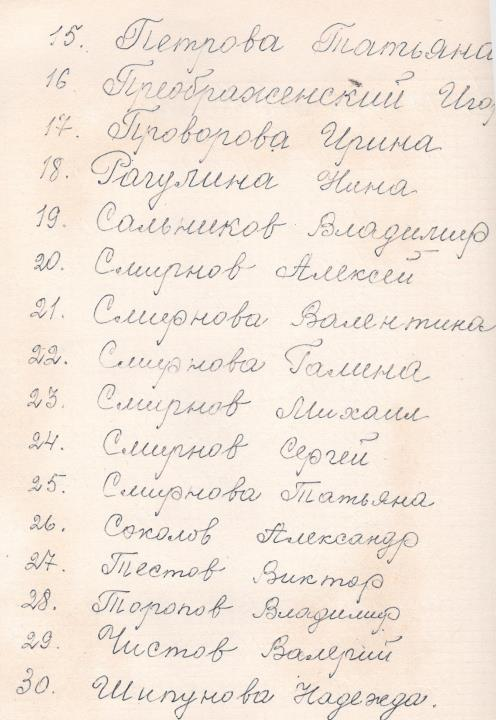 15. Петрова Татьяна
16 Преображенский Иго
17. Проворова Ирина
18. Рагулина Нина
19. Сальников Владимир
20. Смирнов Алексей
21. Смирнова Валентина
22. Смирнова Галина
23. Смирнов Михаил
24. Смирнов Сергей
25. Смирнова Татьяна
26. Соколов Александр
27. Тестов Виктор
28. Торопов Владимир
29. Чистов Валерий
30. Шипунова Надежда.